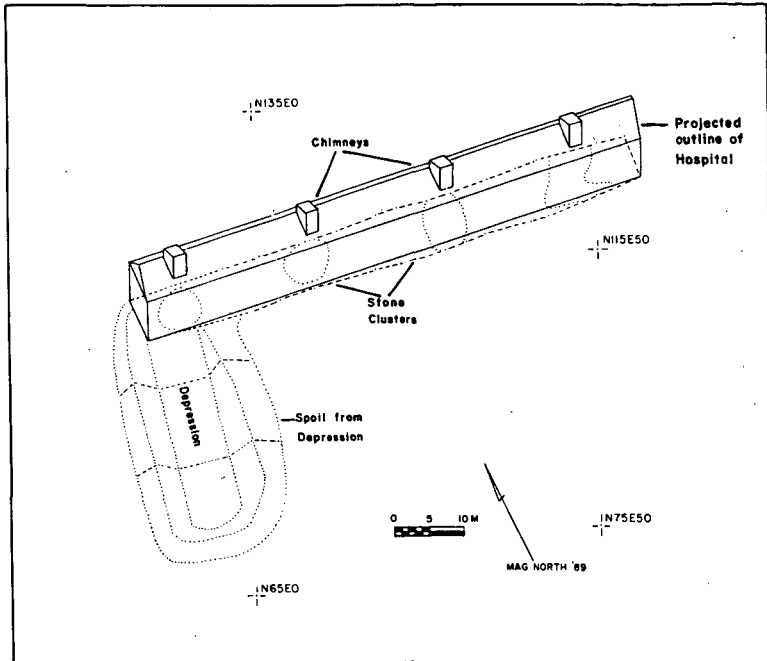 N135E0
Chimneys
Projected
outline of
Hospital
N115E50
Stone
Clusters
Depression
Spoil from
Depression
0 5 10 M
N75E50
MAG NORTH '89
N65E0